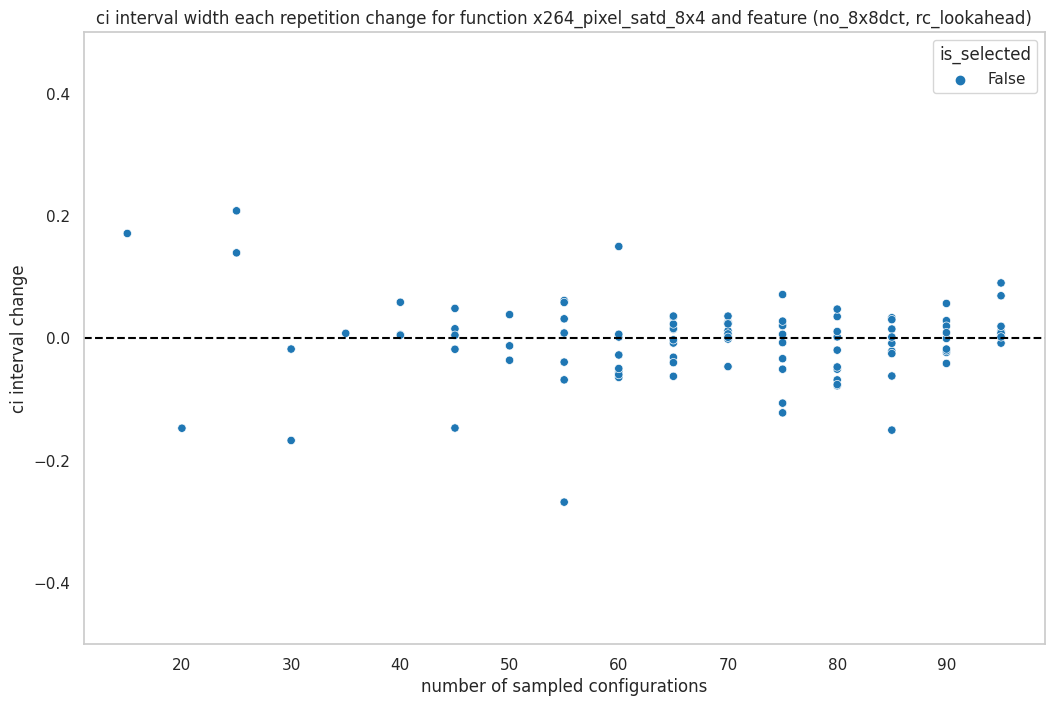 ci interval width each repetition change for function x264_pixel_satd_8x4 and feature (no_8x8dct, rc_lookahead)
is_selected
False
0.4
0.2
0.0
−0.2
−0.4
ci interval change
20 30 40 50 60 70 80 90
number of sampled configurations